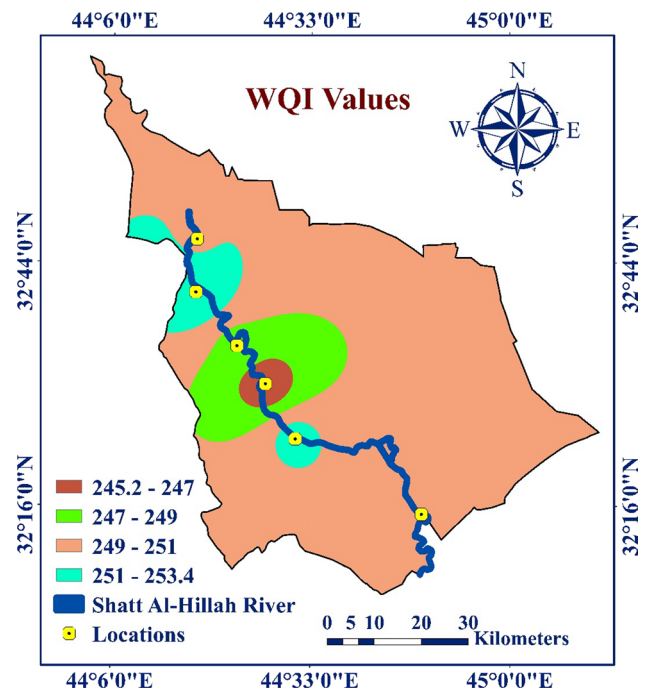 44°6'0"E 44°33'0"E 45°0'0"E
WQI Values
N
W E
S
32°44'0"N 32°44'0"N
32°16'0"N 32°16'0"N
245.2 - 247
247 - 249
249 - 251
251 - 253.4
Shatt Al-Hillah River
Locations
0 5 10 20 30
Kilometers
44°6'0"E 44°33'0"E 45°0'0"E